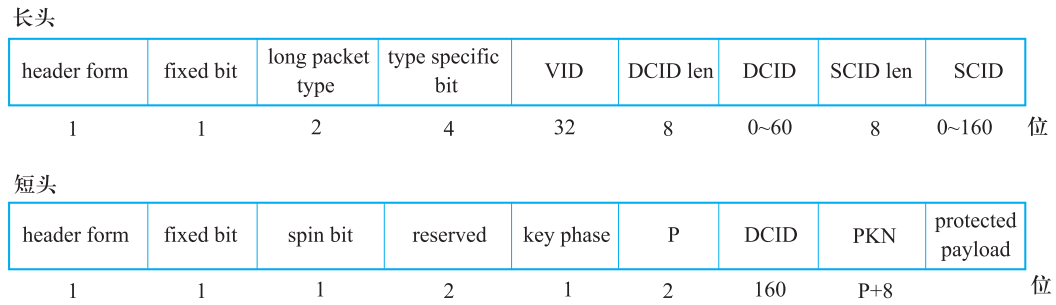 长头
header form fixed bit long packet type type specific bit VID DCID len DCID SCID len SCID
1 1 2 4 32 8 0~60 8 0~160 位
短头
header form fixed bit spin bit reserved key phase P DCID PKN protected payload
1 1 1 2 1 2 160 P+8 位